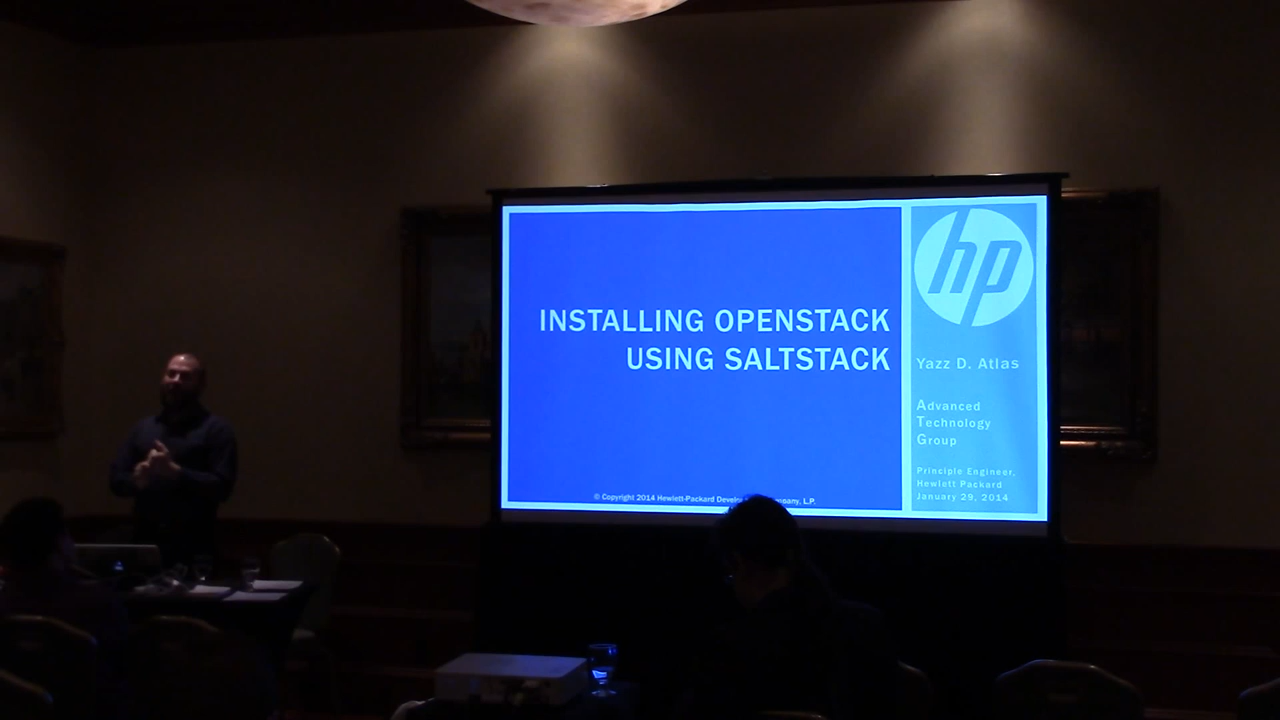 INSTALLING OPENSTACK
USING SALTSTACK
© Copyright 2014 Hewlett-Packard L.P.
hp
Yazz D. Atlas
Advanced
Technology
Group
Principle Engineer,
Hewlett Packard
January 29, 2014